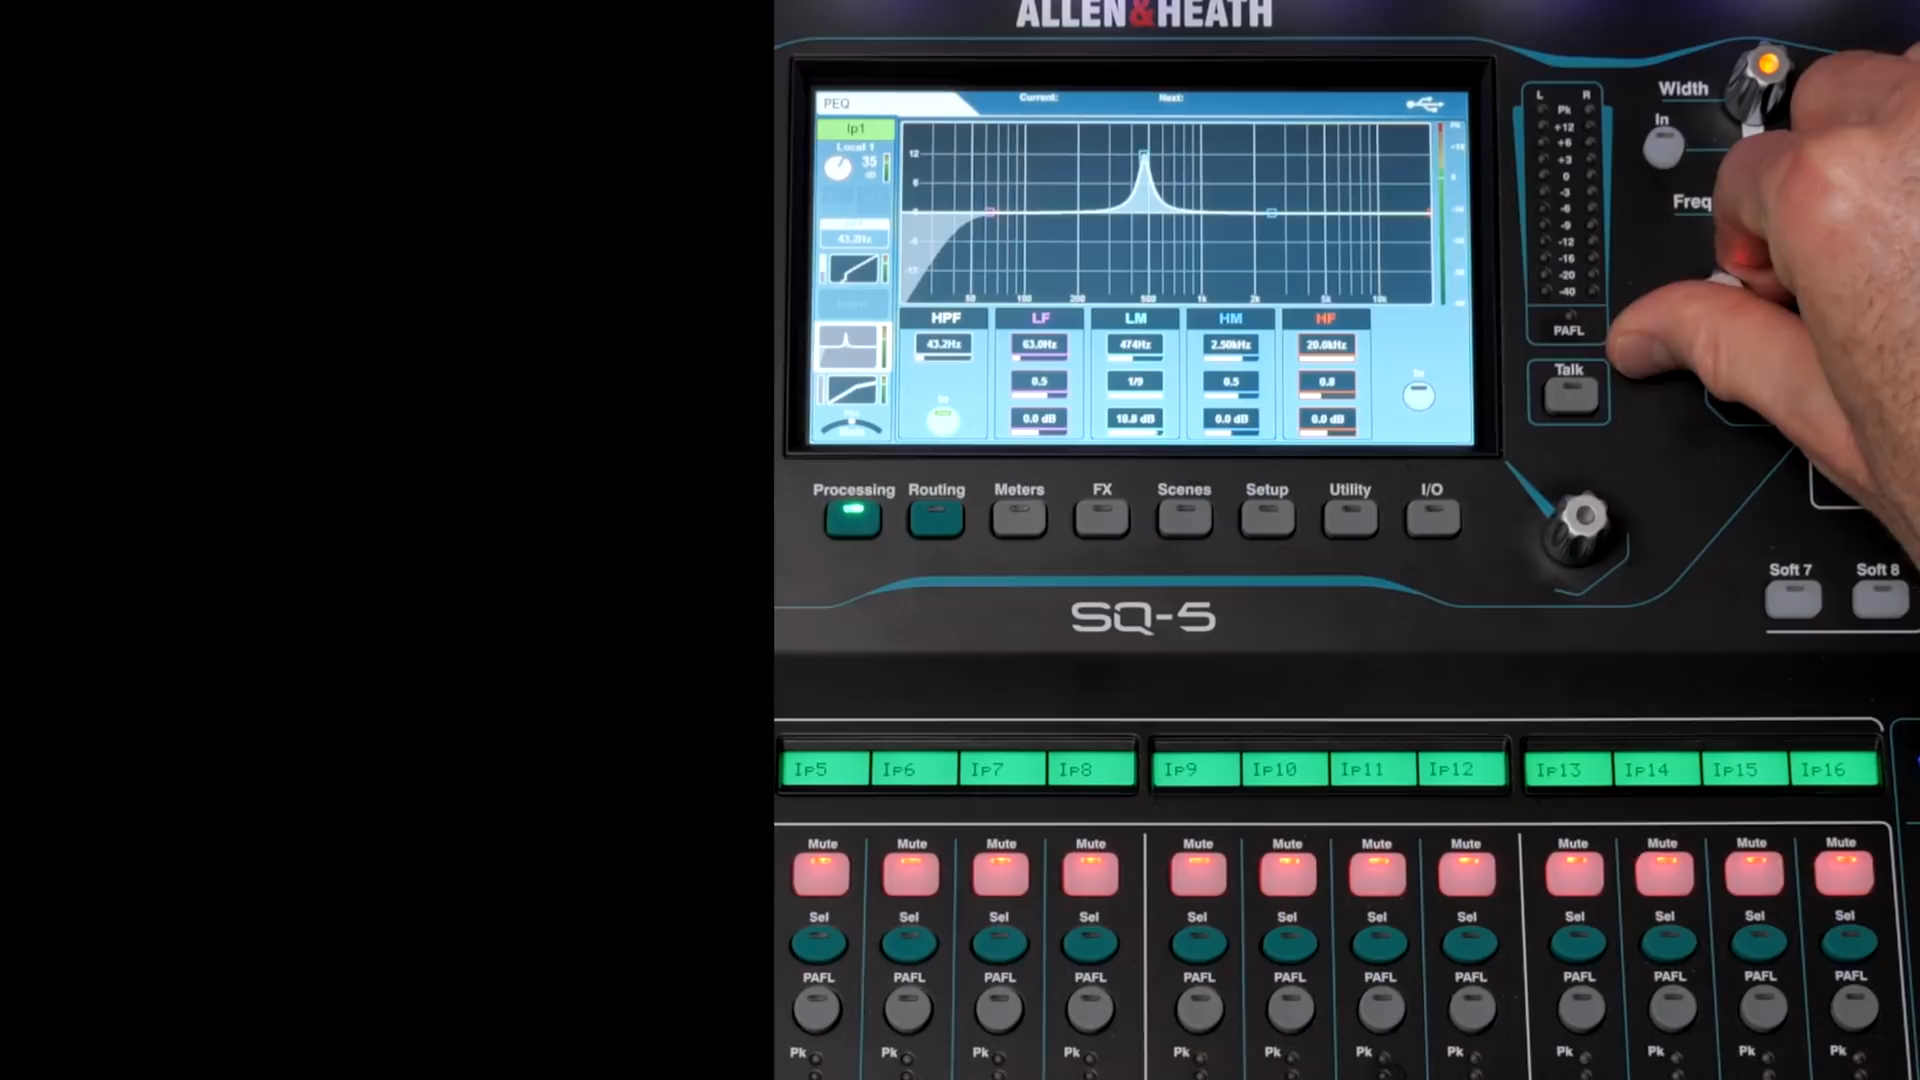 ALLEN&HEATH
PEQ
Current:
Next:
Ip1
Local 1
35
dB
43.2Hz
12
50 100 200 500 1k 2k 5k 10k
HPF LF LM HM HF
43.2Hz 63.0Hz 474Hz 2.50kHz 20.0kHz
0.5 1/9 0.5 0.8
In
0.0 dB 0.0 dB 0.0 dB
In
L R
Pk
+12
+6
+3
0
-3
-6
-9
-12
-16
-20
-40
PAFL
Talk
Width
In
Freq
Processing Routing Meters FX Scenes Setup Utility I/O
Soft 7 Soft 8
SQ-5
Ip5 Ip6 Ip7 Ip8 Ip9 Ip10 Ip11 Ip12 Ip13 Ip14 Ip15 Ip16
Mute Mute Mute Mute Mute Mute Mute Mute Mute Mute Mute Mute
Sel Sel Sel Sel Sel Sel Sel Sel Sel Sel Sel Sel
PAFL PAFL PAFL PAFL PAFL PAFL PAFL PAFL PAFL PAFL PAFL PAFL
Pk Pk Pk Pk Pk Pk Pk Pk Pk Pk Pk Pk